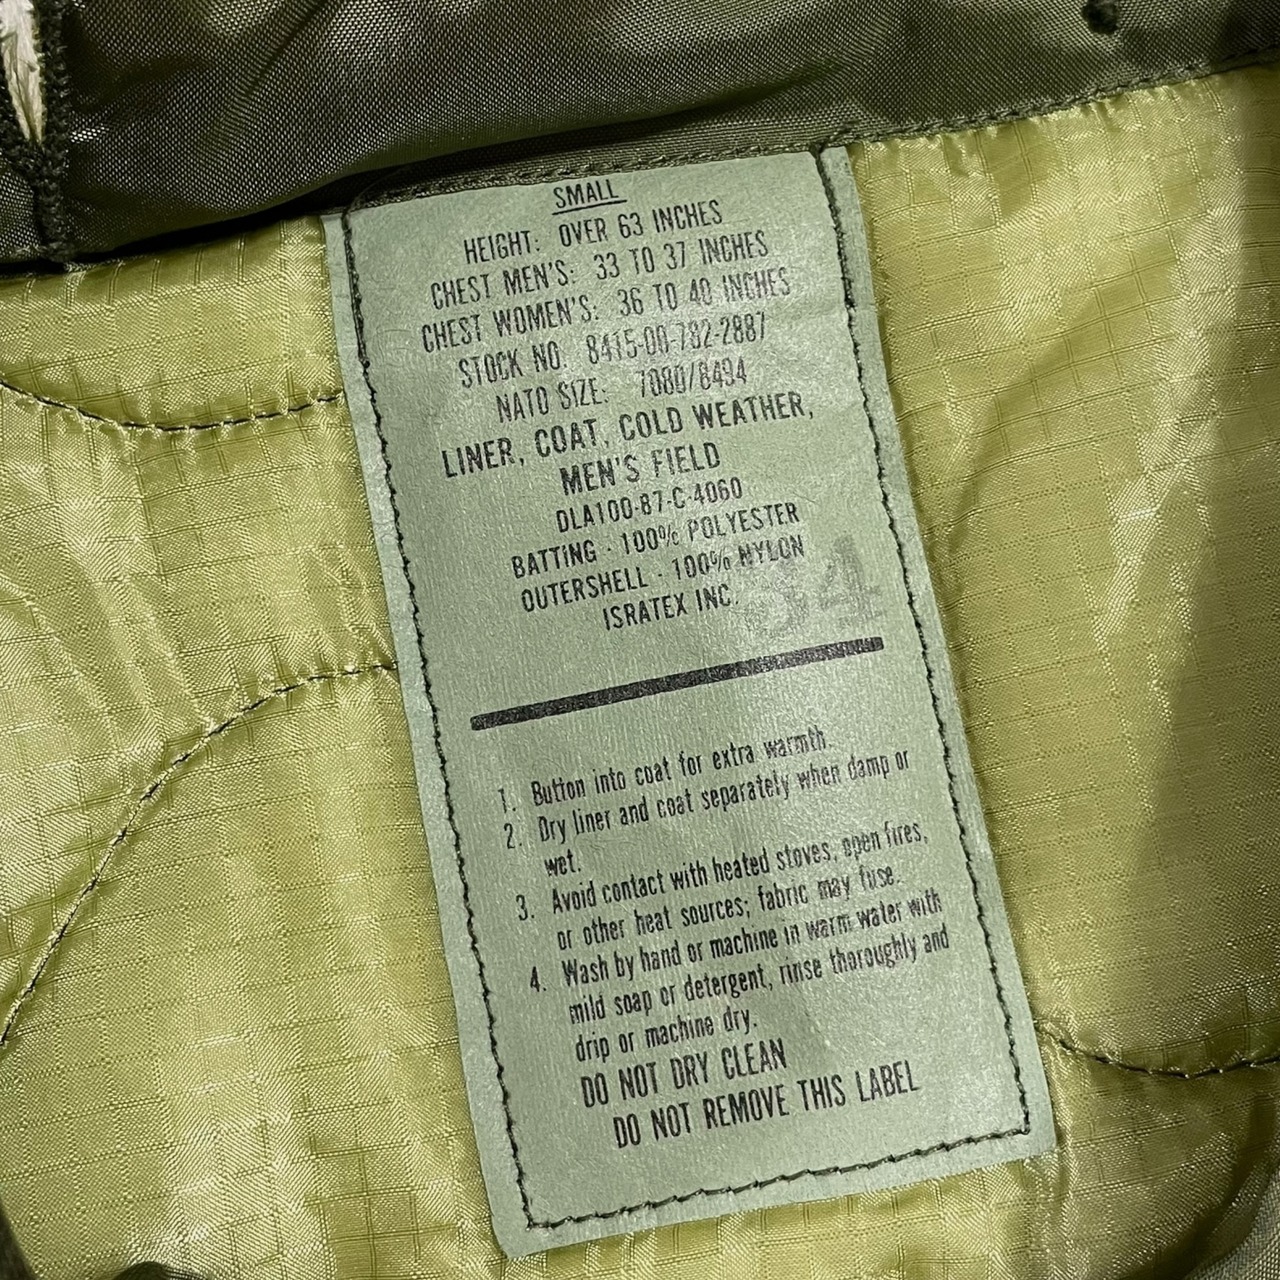 SMALL
HEIGHT: OVER 63 INCHES
CHEST MEN'S: 33 TO 37 INCHES
CHEST WOMEN'S: 36 TO 40 INCHES
STOCK NO. 8415-00-782-2887
NATO SIZE: 7080/8494
LINER, COAT, COLD WEATHER,
MEN'S FIELD
DLA100-87-C-4060
BATTING - 100% POLYESTER
OUTERSHELL - 100% NYLON
ISRATEX INC.
1. Button into coat for extra warmth.
2. Dry liner and coat separately when damp or
wet.
3. Avoid contact with heated stoves, open fires,
or other heat sources; fabric may fuse.
4. Wash by hand or machine in warm water with
mild soap or detergent, rinse thoroughly and
drip or machine dry.
DO NOT DRY CLEAN
DO NOT REMOVE THIS LABEL